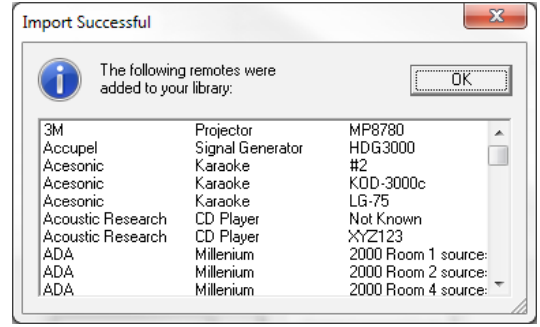 Import Successful
The following remotes were
added to your library:
OK
3M Projector MP8780
Accupel Signal Generator HDG3000
Acesonic Karaoke #2
Acesonic Karaoke KOD-3000c
Acesonic Karaoke LG-75
Acoustic Research CD Player Not Known
Acoustic Research CD Player XYZ123
ADA Millenium 2000 Room 1 source:
ADA Millenium 2000 Room 2 source:
ADA Millenium 2000 Room 4 source: